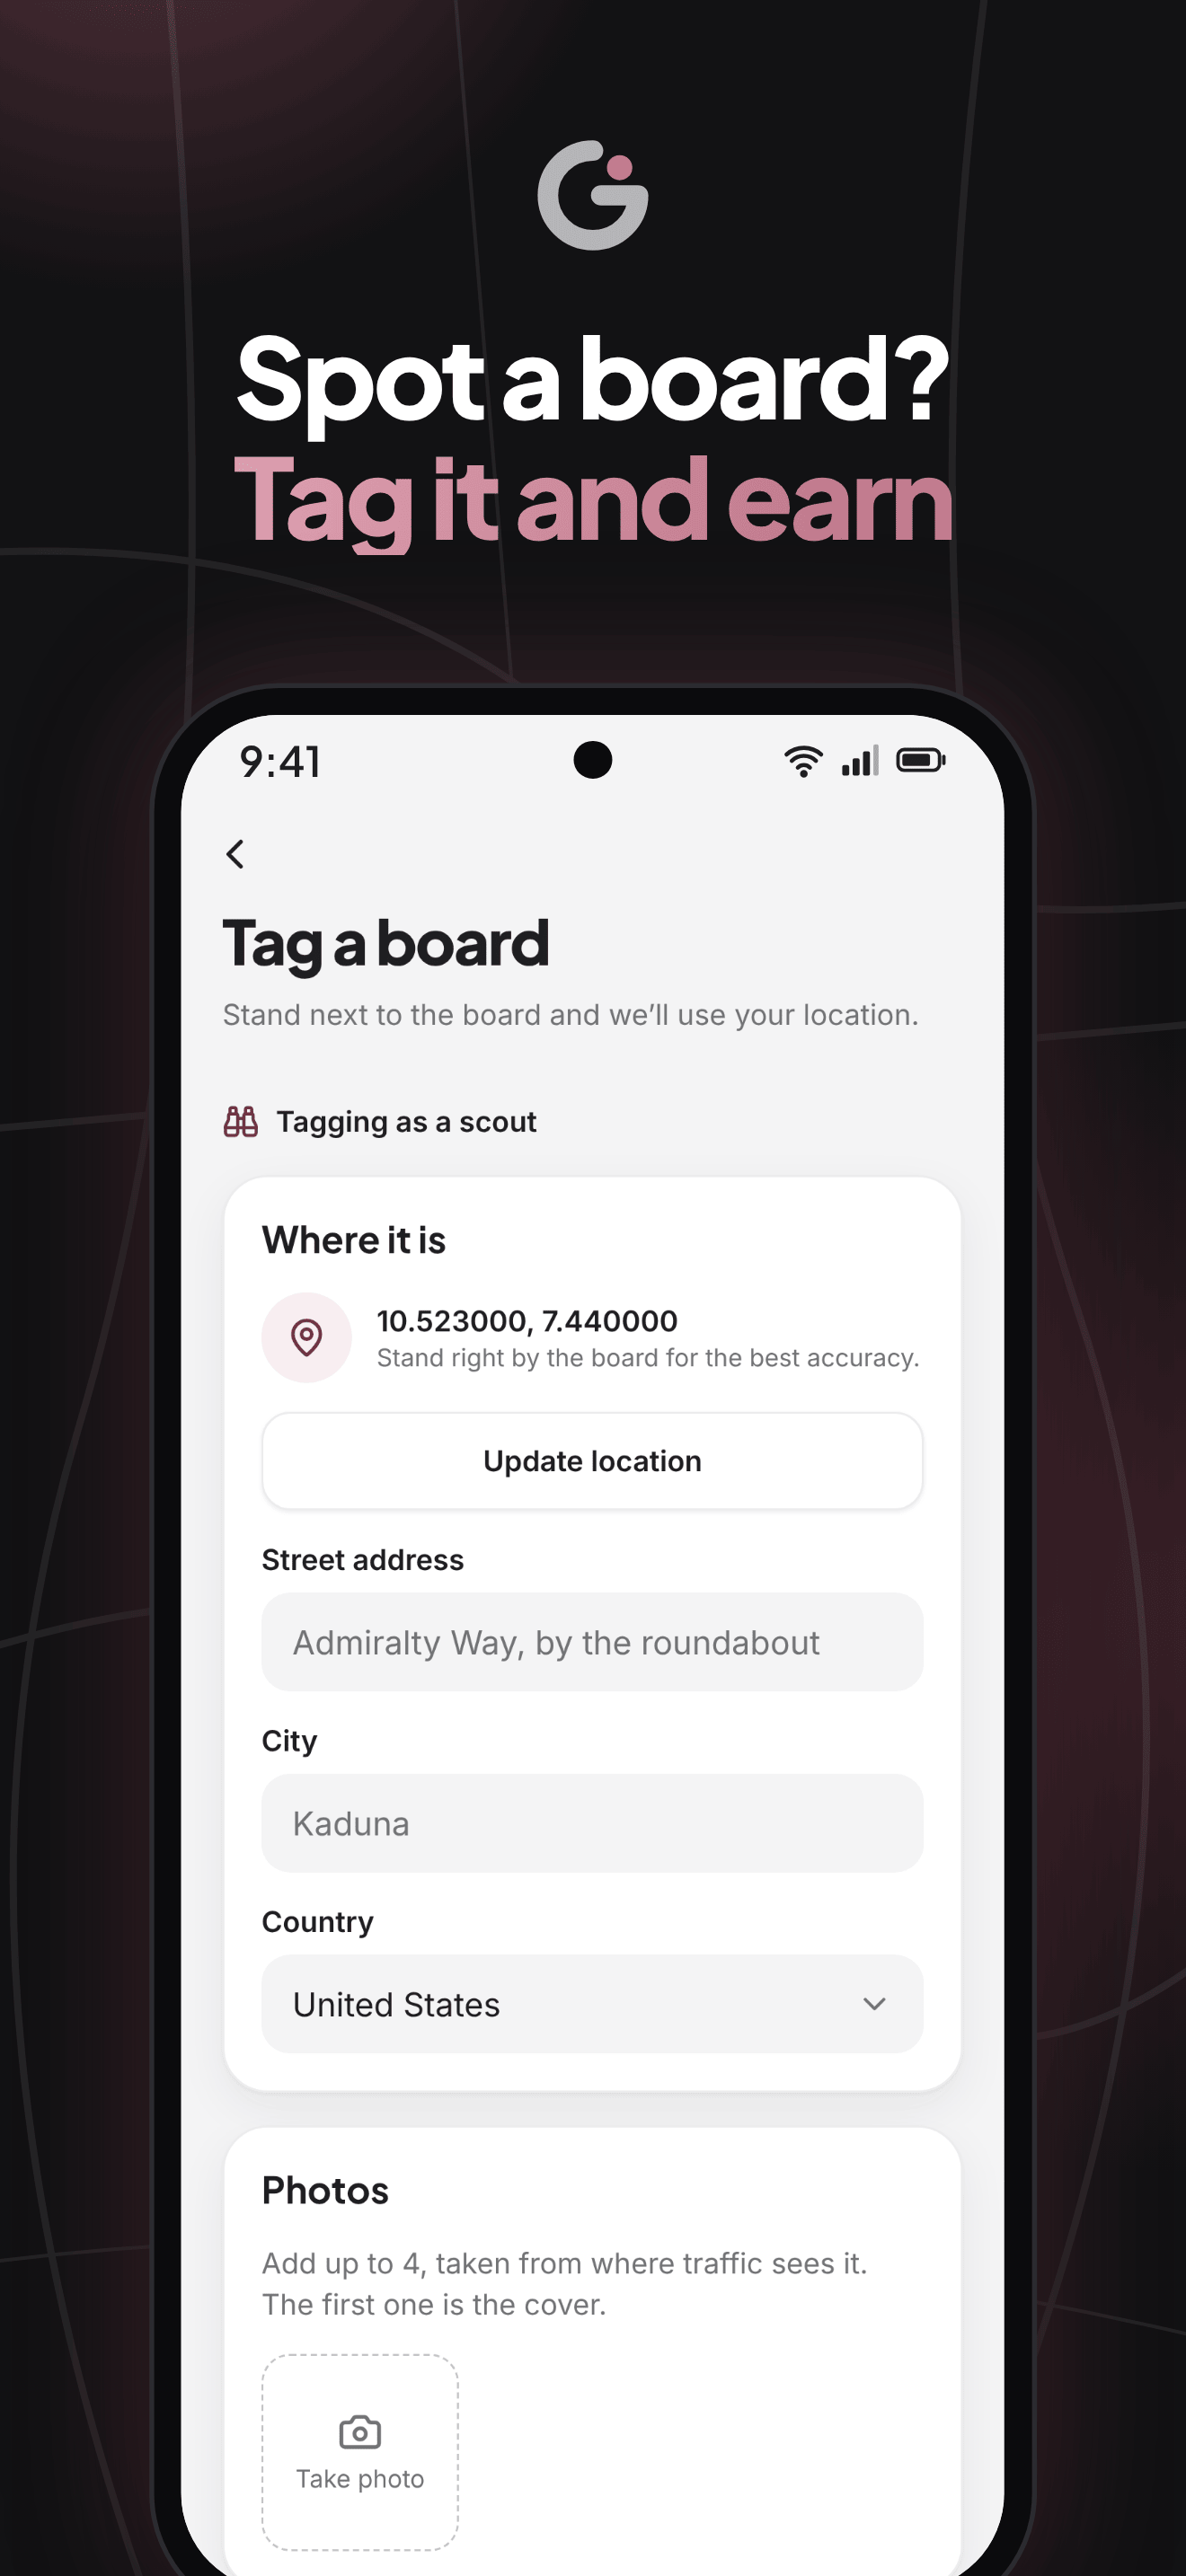 Spot a board?
Tag it and earn
9:41
Tag a board
Stand next to the board and we’ll use your location.
Tagging as a scout
Where it is
10.523000, 7.440000
Stand right by the board for the best accuracy.
Update location
Street address
Admiralty Way, by the roundabout
City
Kaduna
Country
United States
Photos
Add up to 4, taken from where traffic sees it.
The first one is the cover.
Take photo